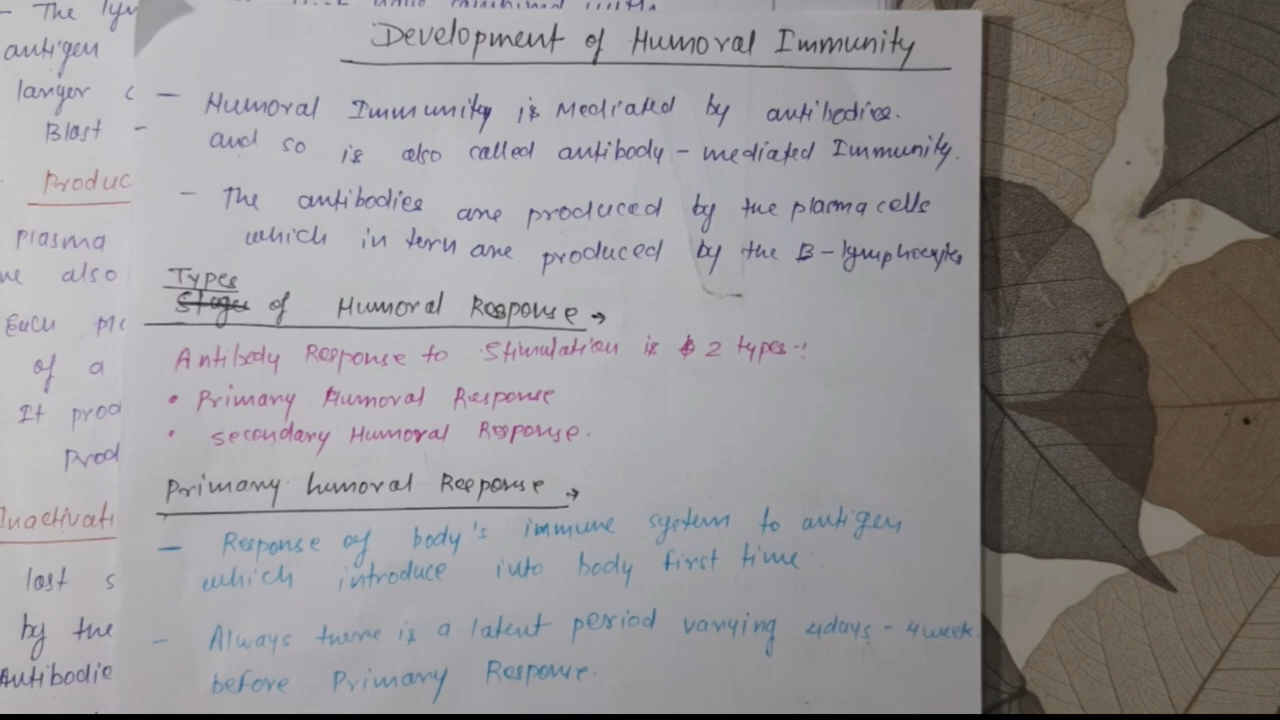 - The
antigen
larger
Blast -
Produc
Plasma
also
Each
of a
It prod
Prod
Inactivati
lost s
by the
Antibodie
Development of Humoral Immunity
- Humoral Immunity is Mediated by antibodies.
and so is also called antibody - mediated Immunity.
- The antibodies are produced by the plasma cells
which in tern are produced by the B-lymphocytes
Types
Stages of Humoral Response →
Antibody Response to Stimulation is 2 types -:
• Primary Humoral Response
• Secondary Humoral Response.
Primary humoral Response →
- Response of body's immune system to antigen
which introduce into body first time
- Always there is a latent period varying 4days - 4week
before Primary Response.